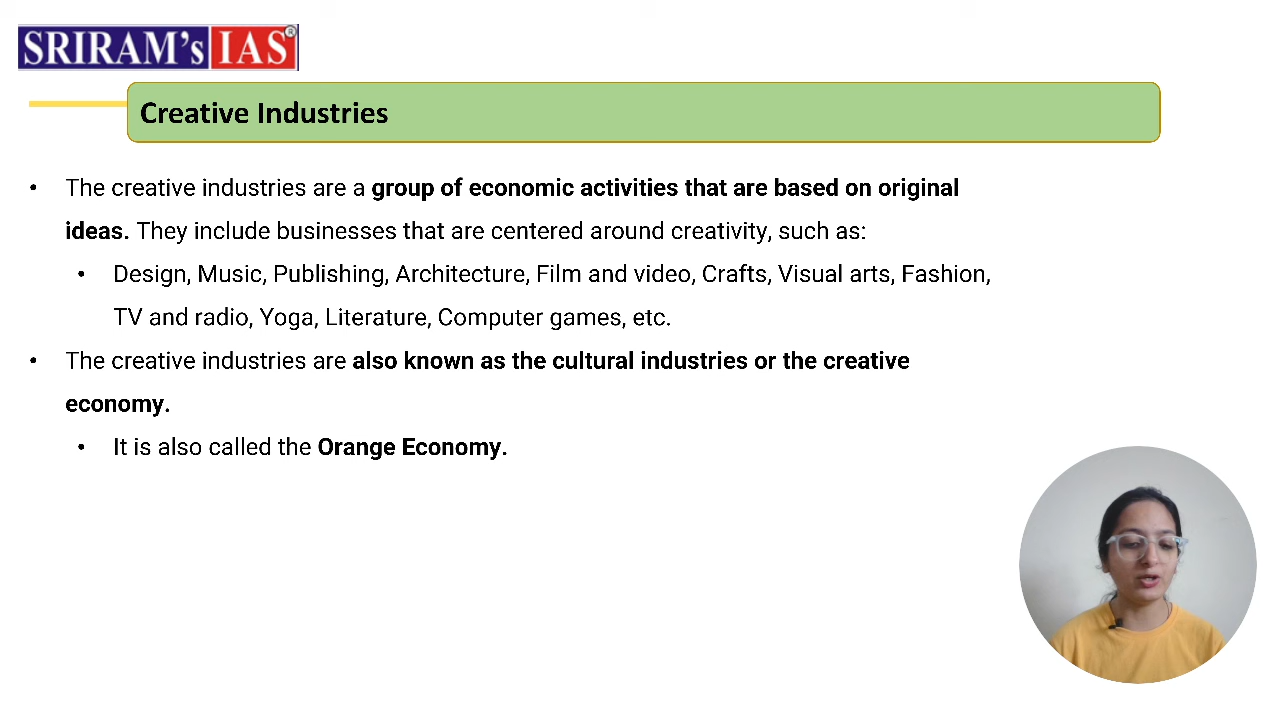 SRIRAM's IAS®
Creative Industries
• The creative industries are a group of economic activities that are based on original
ideas. They include businesses that are centered around creativity, such as:
• Design, Music, Publishing, Architecture, Film and video, Crafts, Visual arts, Fashion,
TV and radio, Yoga, Literature, Computer games, etc.
• The creative industries are also known as the cultural industries or the creative
economy.
• It is also called the Orange Economy.